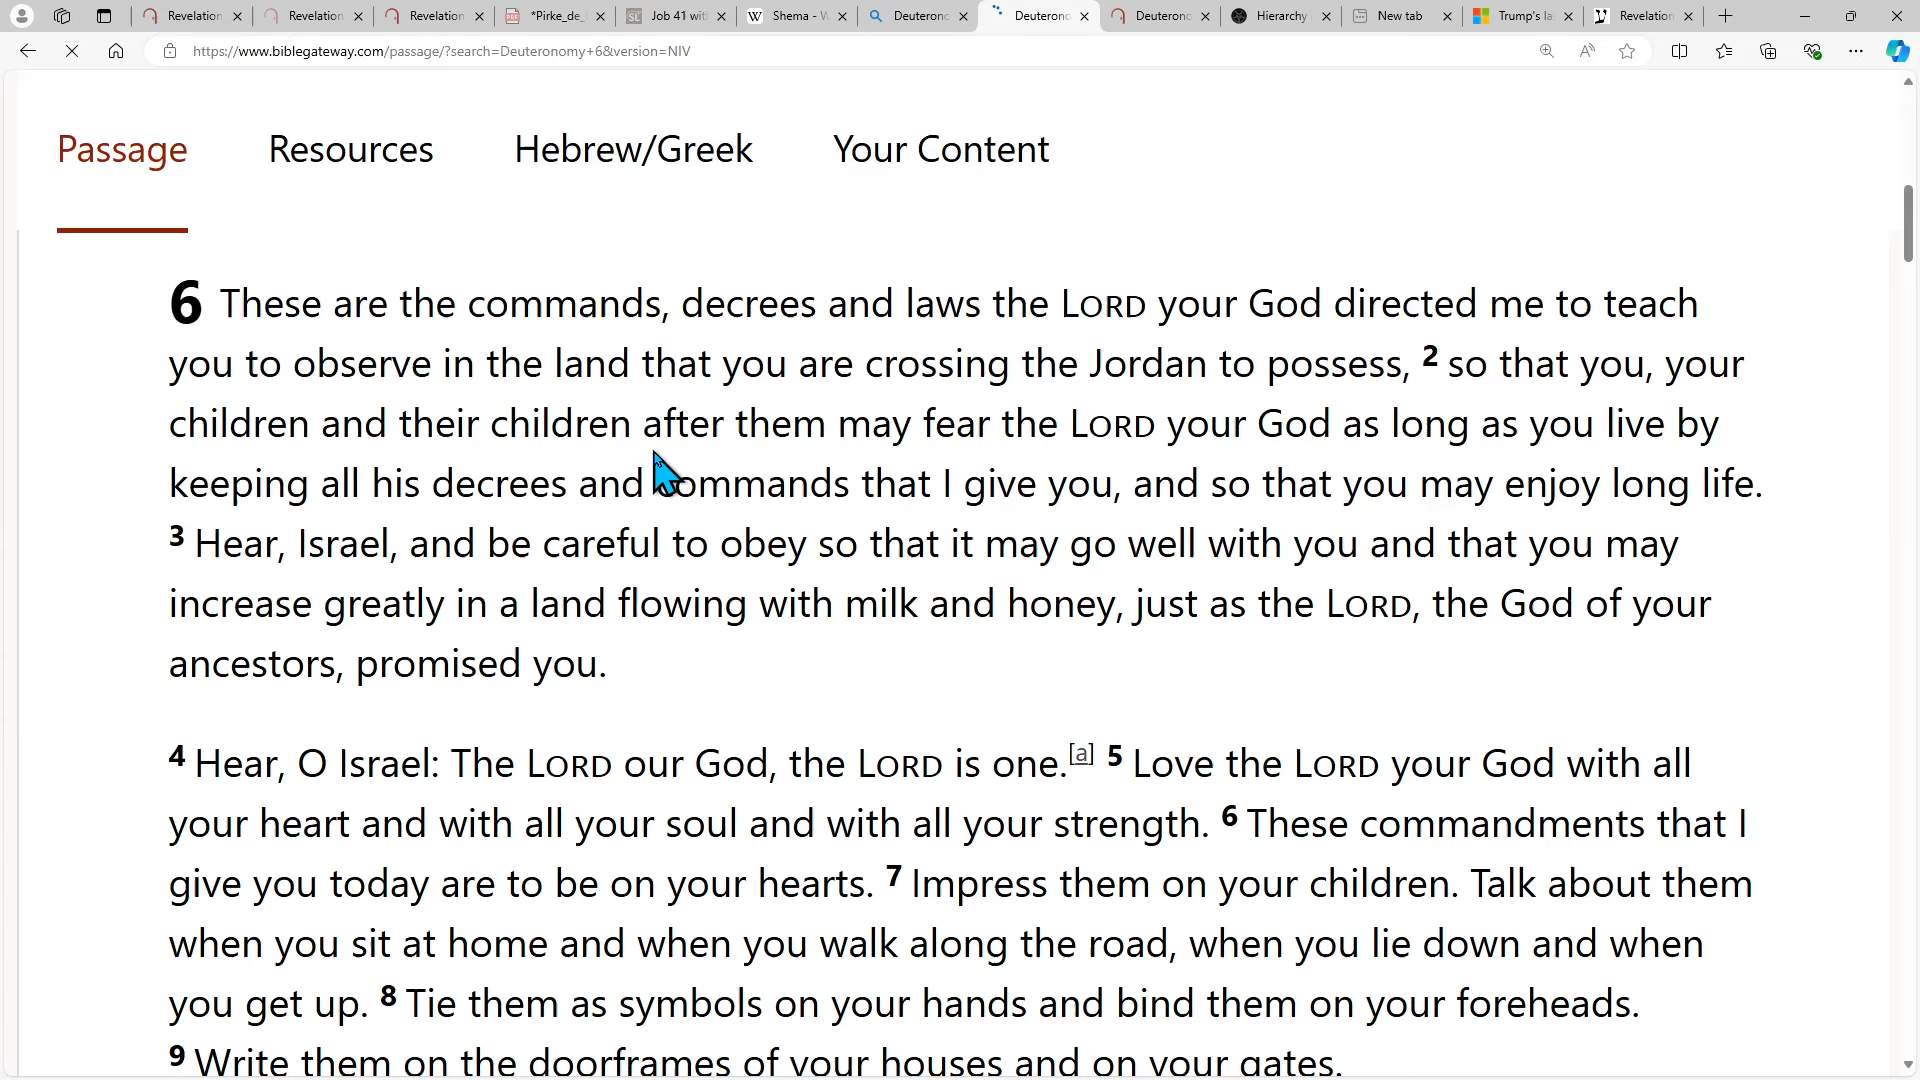 Revelation
Revelation
Revelation
*Pirke_de_
Job 41 wit
Shema - W
Deuterono
Deuterono
Deuterono
Hierarchy
New tab
Trump's la
Revelation
https://www.biblegateway.com/passage/?search=Deuteronomy+6&version=NIV
Passage Resources Hebrew/Greek Your Content
6 These are the commands, decrees and laws the LORD your God directed me to teach
you to observe in the land that you are crossing the Jordan to possess, 2 so that you, your
children and their children after them may fear the LORD your God as long as you live by
keeping all his decrees and commands that I give you, and so that you may enjoy long life.
3 Hear, Israel, and be careful to obey so that it may go well with you and that you may
increase greatly in a land flowing with milk and honey, just as the LORD, the God of your
ancestors, promised you.
4 Hear, O Israel: The LORD our God, the LORD is one.[a] 5 Love the LORD your God with all
your heart and with all your soul and with all your strength. 6 These commandments that I
give you today are to be on your hearts. 7 Impress them on your children. Talk about them
when you sit at home and when you walk along the road, when you lie down and when
you get up. 8 Tie them as symbols on your hands and bind them on your foreheads.
9 Write them on the doorframes of your houses and on your gates.